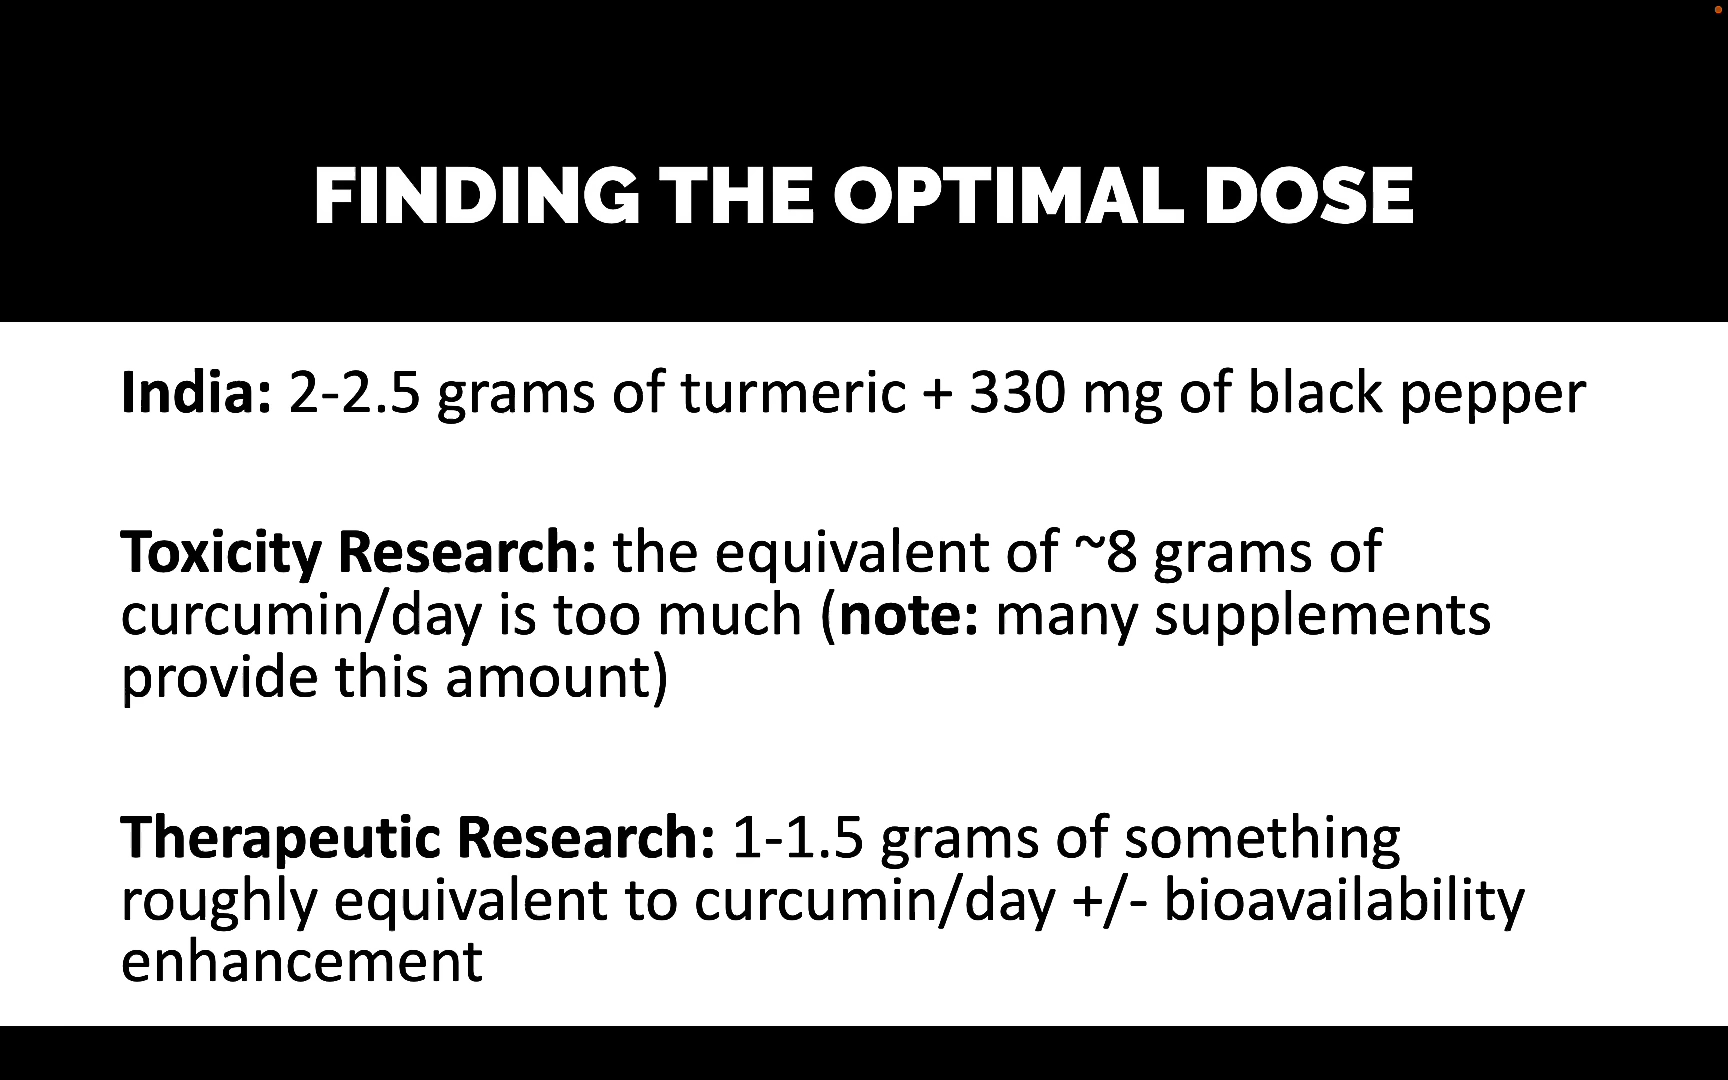 FINDING THE OPTIMAL DOSE
India: 2-2.5 grams of turmeric + 330 mg of black pepper
Toxicity Research: the equivalent of ~8 grams of
curcumin/day is too much (note: many supplements
provide this amount)
Therapeutic Research: 1-1.5 grams of something
roughly equivalent to curcumin/day +/- bioavailability
enhancement